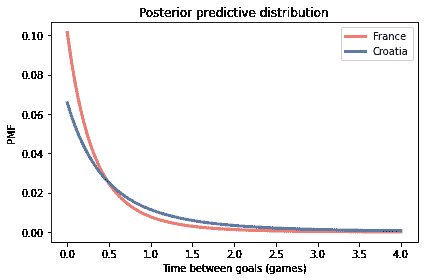 Posterior predictive distribution
France
Croatia
0.10
0.08
0.06
0.04
0.02
0.00
PMF
0.0 0.5 1.0 1.5 2.0 2.5 3.0 3.5 4.0
Time between goals (games)